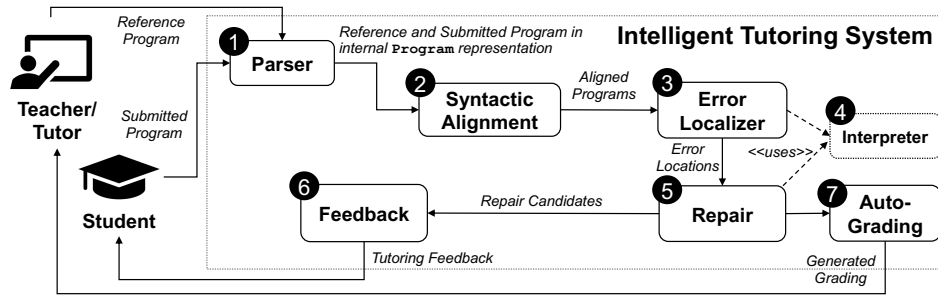 Reference
Program
Reference and Submitted Program in
internal Program representation
Intelligent Tutoring System
1
Parser
Teacher/
Tutor
Submitted
Program
2
Syntactic
Alignment
Aligned
Programs
3
Error
Localizer
4
Interpreter
<<uses>>
Error
Locations
Student
6
Feedback
Repair Candidates
5
Repair
7
Auto-
Grading
Tutoring Feedback
Generated
Grading